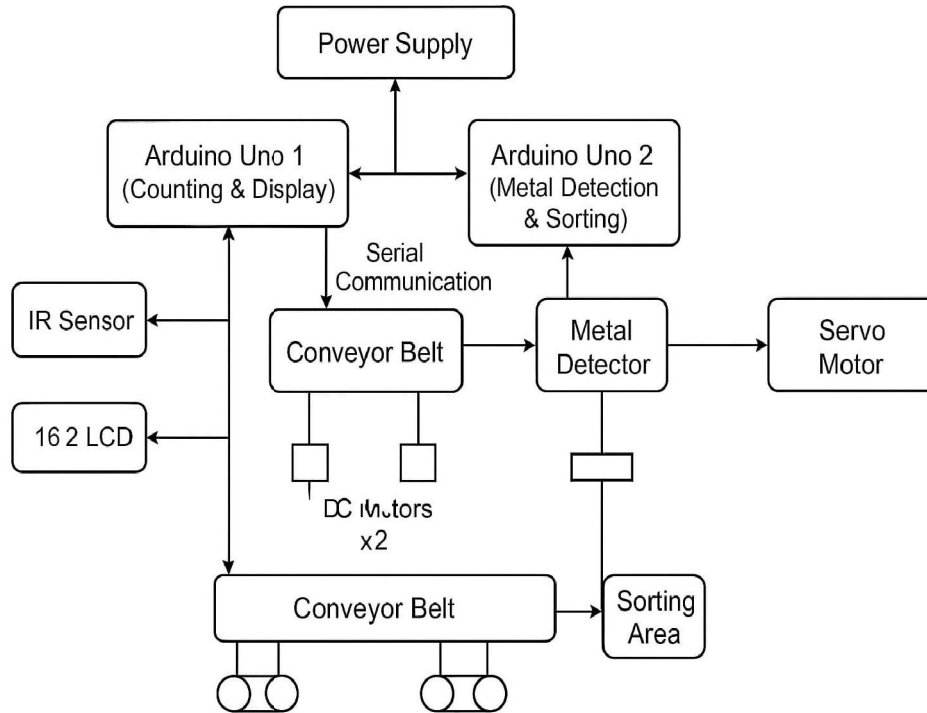 Power Supply
Arduino Uno 1
(Counting & Display)
Arduino Uno 2
(Metal Detection
& Sorting)
Serial
Communication
IR Sensor
Conveyor Belt
Metal
Detector
Servo
Motor
16 2 LCD
DC
x2
Conveyor Belt
Sorting
Area